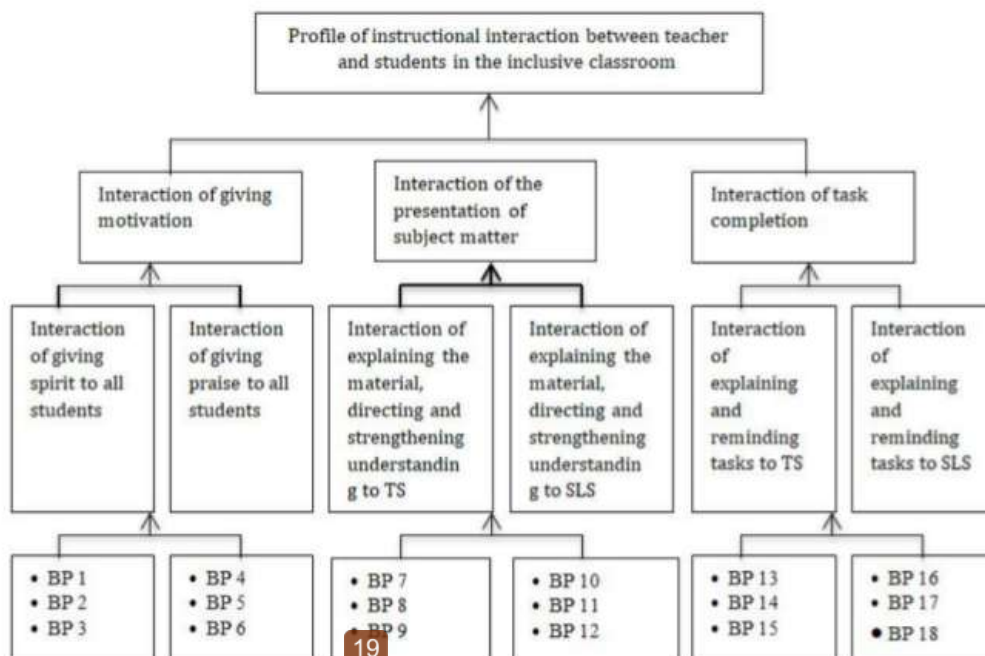 Profile of instructional interaction between teacher
and students in the inclusive classroom
Interaction of giving
motivation
Interaction of the
presentation of
subject matter
Interaction of task
completion
Interaction
of giving
spirit to all
students
Interaction
of giving
praise to all
students
Interaction of
explaining the
material,
directing and
strengthening
understandin
g to TS
Interaction of
explaining the
material,
directing and
strengthening
understandin
g to SLS
Interaction
of
explaining
and
reminding
tasks to TS
Interaction
of
explaining
and
reminding
tasks to SLS
• BP 1
• BP 2
• BP 3
• BP 4
• BP 5
• BP 6
• BP 7
• BP 8
• BP 9
• BP 10
• BP 11
• BP 12
• BP 13
• BP 14
• BP 15
• BP 16
• BP 17
• BP 18
19